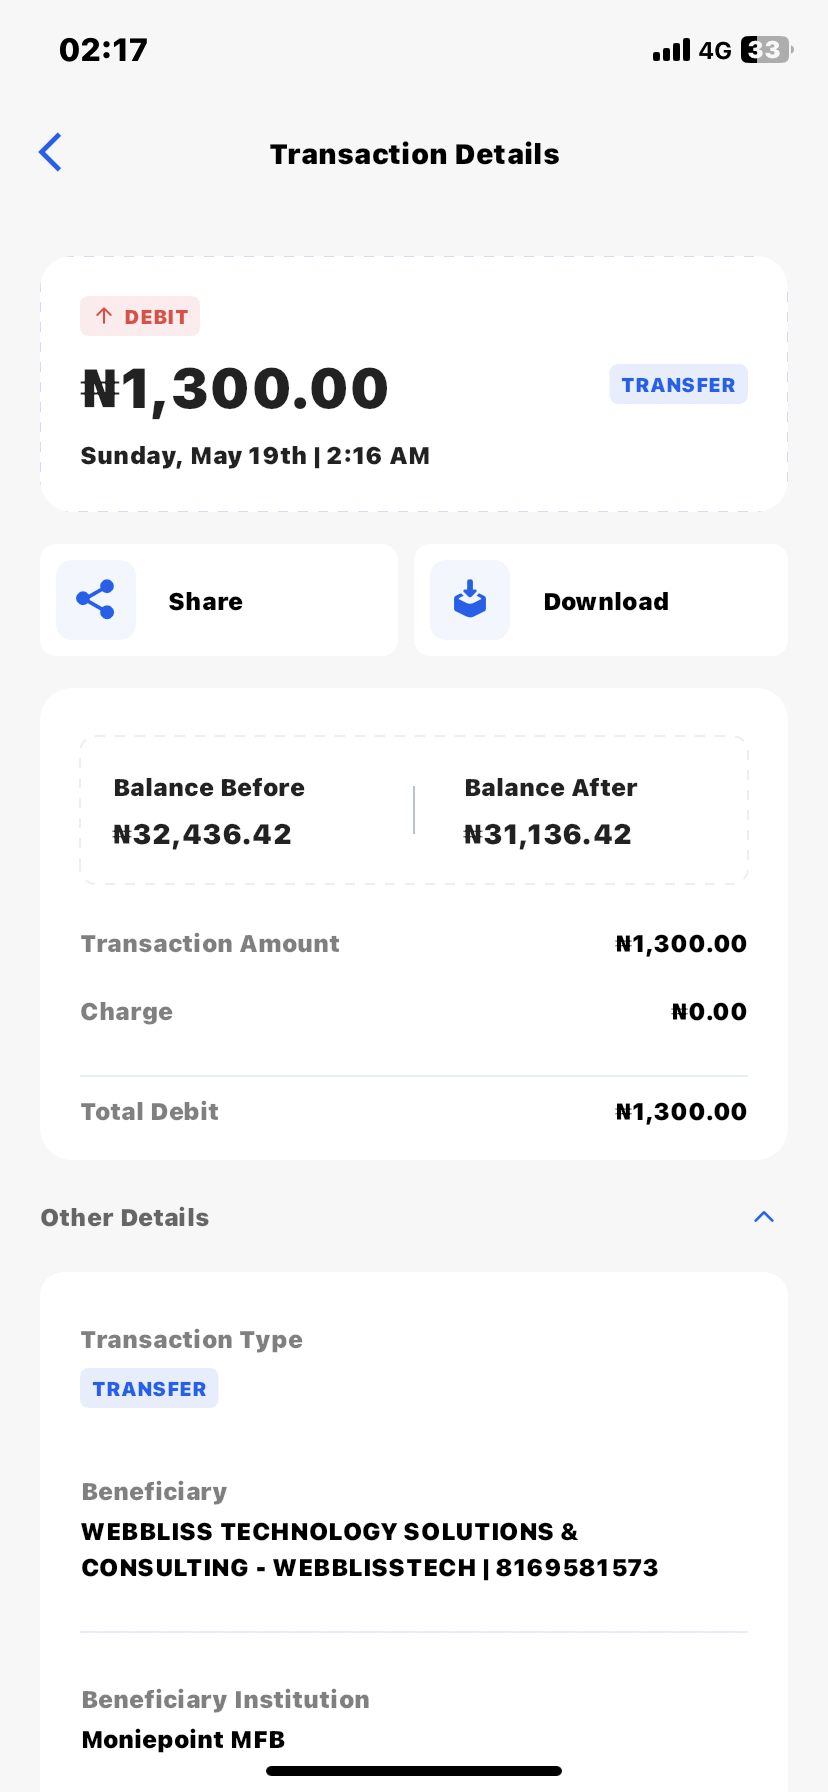 02:17
4G 33
Transaction Details
DEBIT
₦1,300.00
TRANSFER
Sunday, May 19th | 2:16 AM
Share
Download
Balance Before
Balance After
₦32,436.42
₦31,136.42
Transaction Amount
₦1,300.00
Charge
₦0.00
Total Debit
₦1,300.00
Other Details
Transaction Type
TRANSFER
Beneficiary
WEBBLISS TECHNOLOGY SOLUTIONS &
CONSULTING - WEBBLISSTECH | 8169581573
Beneficiary Institution
Moniepoint MFB